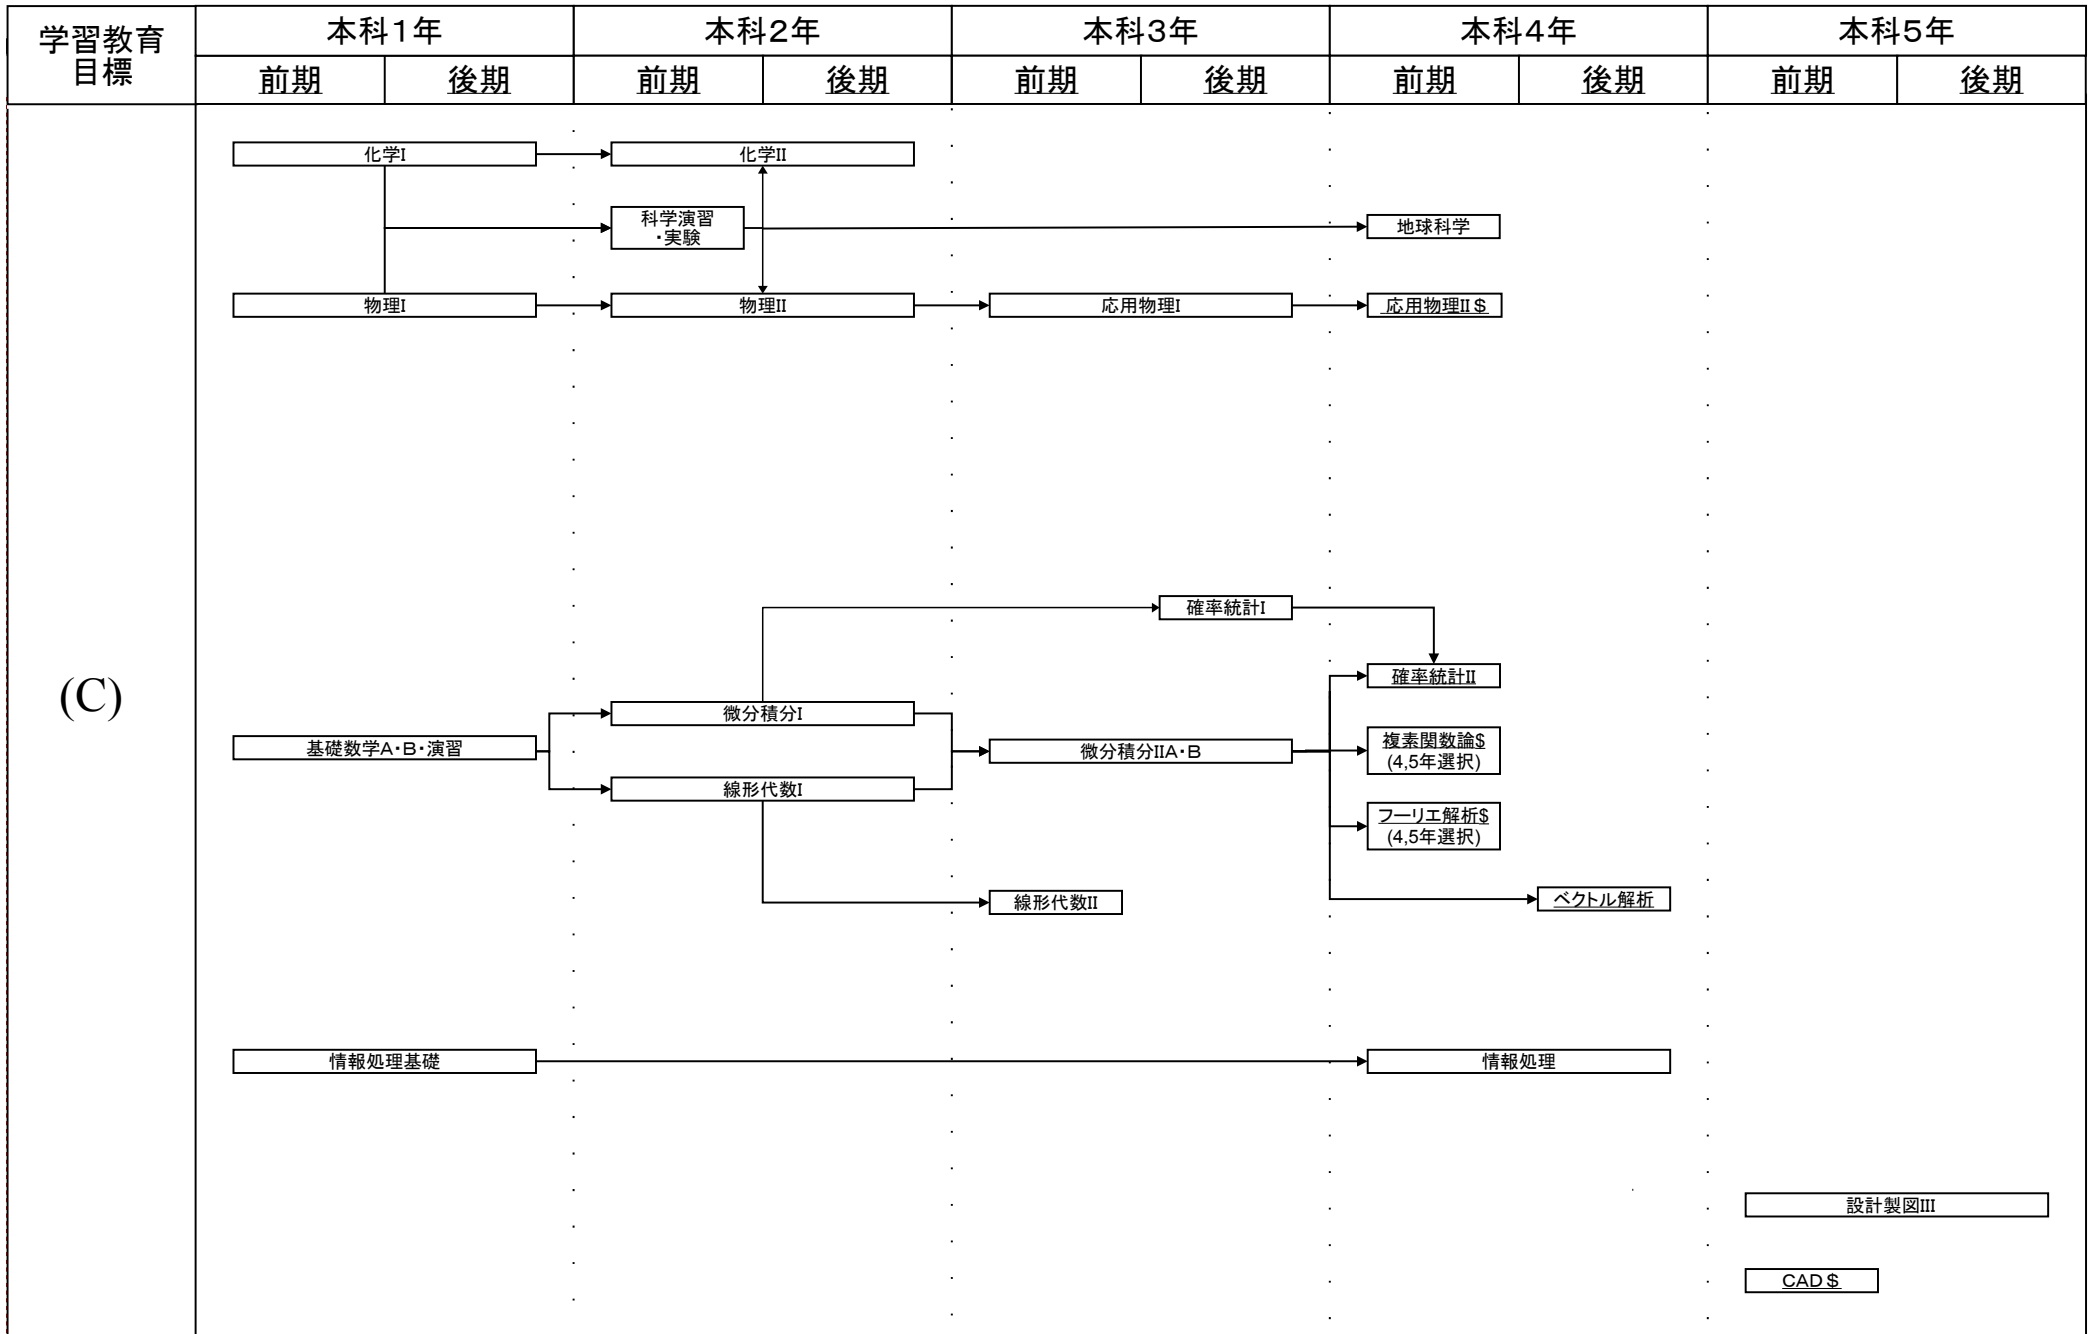 学習教育
目標
本科1年
本科2年
本科3年
本科4年
本科5年
前期
後期
前期
後期
前期
後期
前期
後期
前期
後期
(C)
化学I
化学II
科学演習
・実験
地球科学
物理I
物理II
応用物理I
応用物理II＄
確率統計I
確率統計II
微分積分I
基礎数学A・B・演習
微分積分IIA・B
複素関数論$
(4,5年選択)
線形代数I
フーリエ解析$
(4,5年選択)
線形代数II
ベクトル解析
情報処理基礎
情報処理
設計製図III
CAD＄